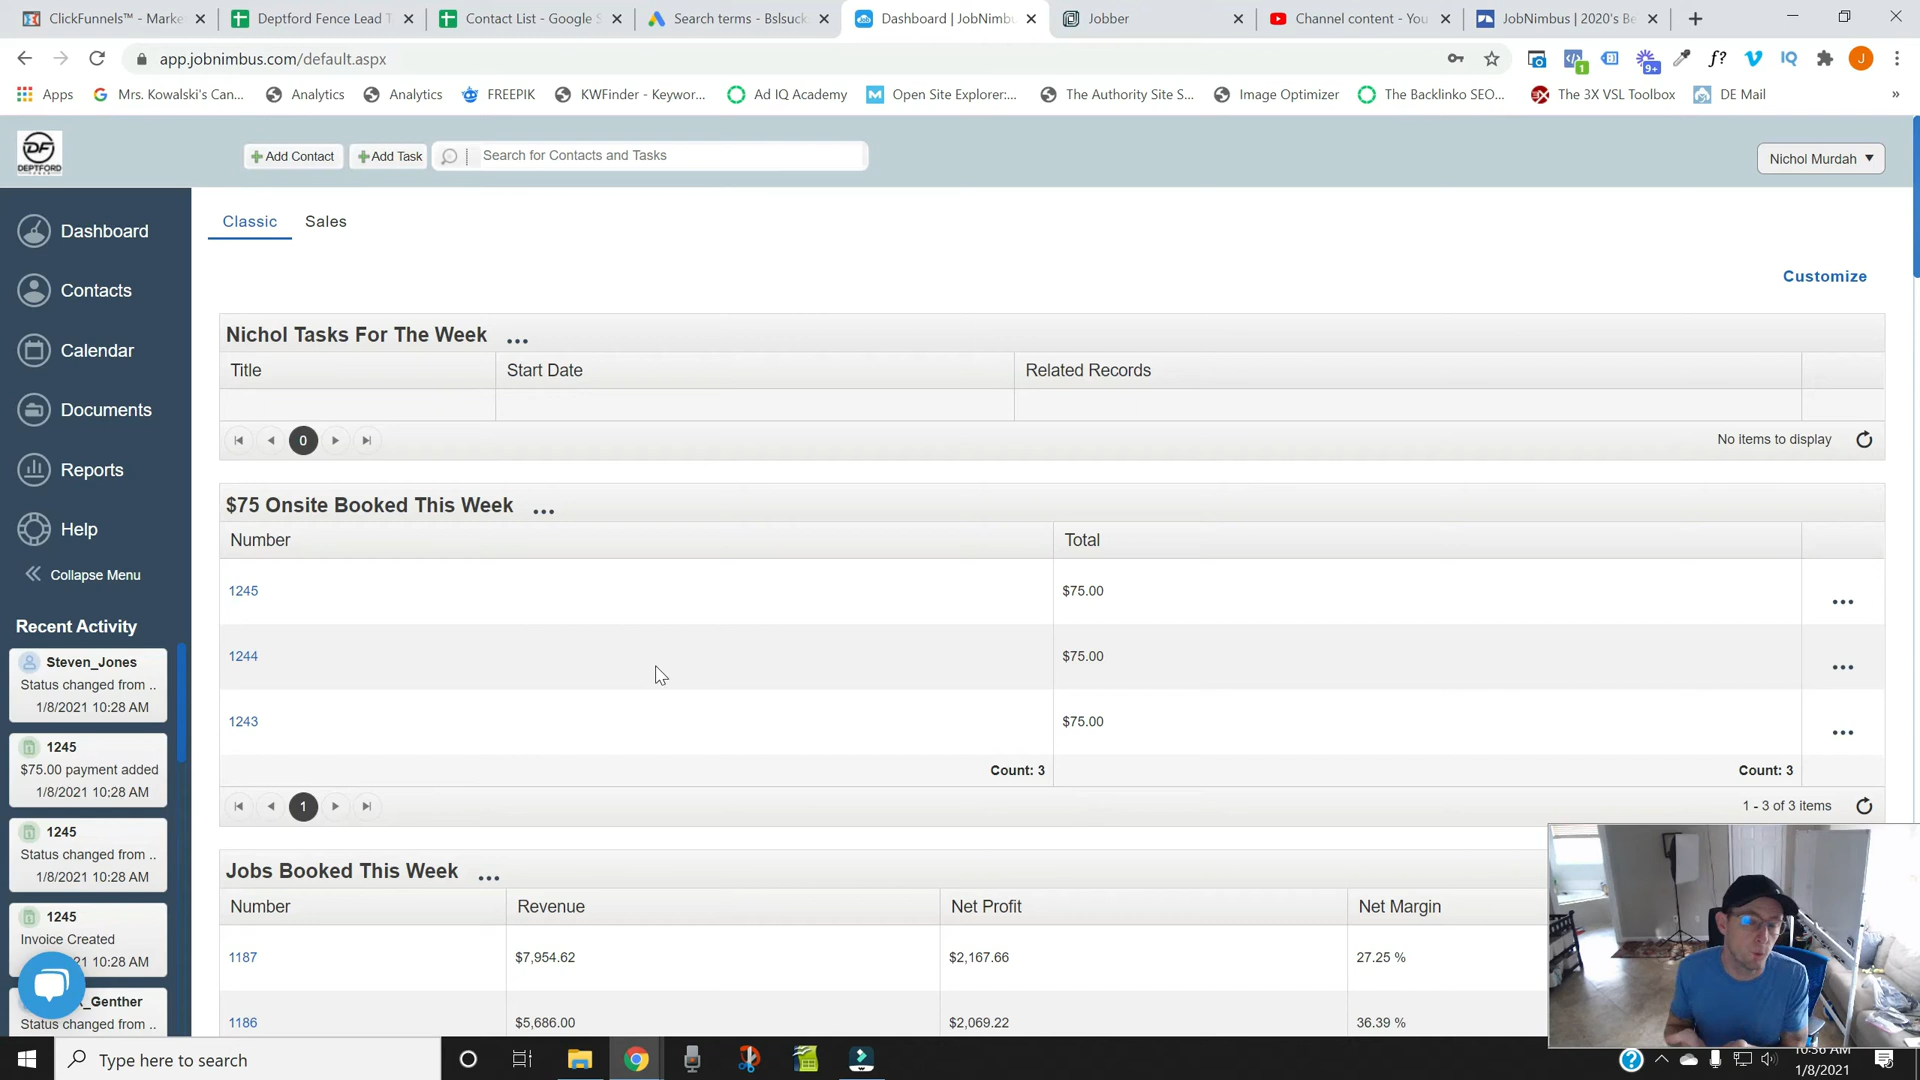 ClickFunnels™ - Marke
Deptford Fence Lead T
Contact List - Google S
Search terms - Bslsuck
Dashboard | JobNimbu
Jobber
Channel content - You
JobNimbus | 2020's Be
app.jobnimbus.com/default.aspx
9+
1
f?
IQ
J
Apps
Mrs. Kowalski's Can...
Analytics
Analytics
FREEPIK
KWFinder - Keywor...
Ad IQ Academy
Open Site Explorer:...
The Authority Site S...
Image Optimizer
The Backlinko SEO...
The 3X VSL Toolbox
DE Mail
»
DF
DEPTFORD
Add Contact
Add Task
Search for Contacts and Tasks
Nichol Murdah
Dashboard
Contacts
Calendar
Documents
Reports
Help
Collapse Menu
Recent Activity
Steven_Jones
Status changed from ..
1/8/2021 10:28 AM
1245
$75.00 payment added
1/8/2021 10:28 AM
1245
Status changed from ..
1/8/2021 10:28 AM
1245
Invoice Created
10:28 AM
_Genther
Status changed from ..
Classic
Sales
Customize
Nichol Tasks For The Week ...
Title
Start Date
Related Records
0
No items to display
$75 Onsite Booked This Week ...
Number
Total
1245
$75.00
1244
$75.00
1243
$75.00
Count: 3
Count: 3
1
1 - 3 of 3 items
Jobs Booked This Week ...
Number
Revenue
Net Profit
Net Margin
1187
$7,954.62
$2,167.66
27.25 %
1186
$5,686.00
$2,069.22
36.39 %
Type here to search
10:36 AM
1/8/2021